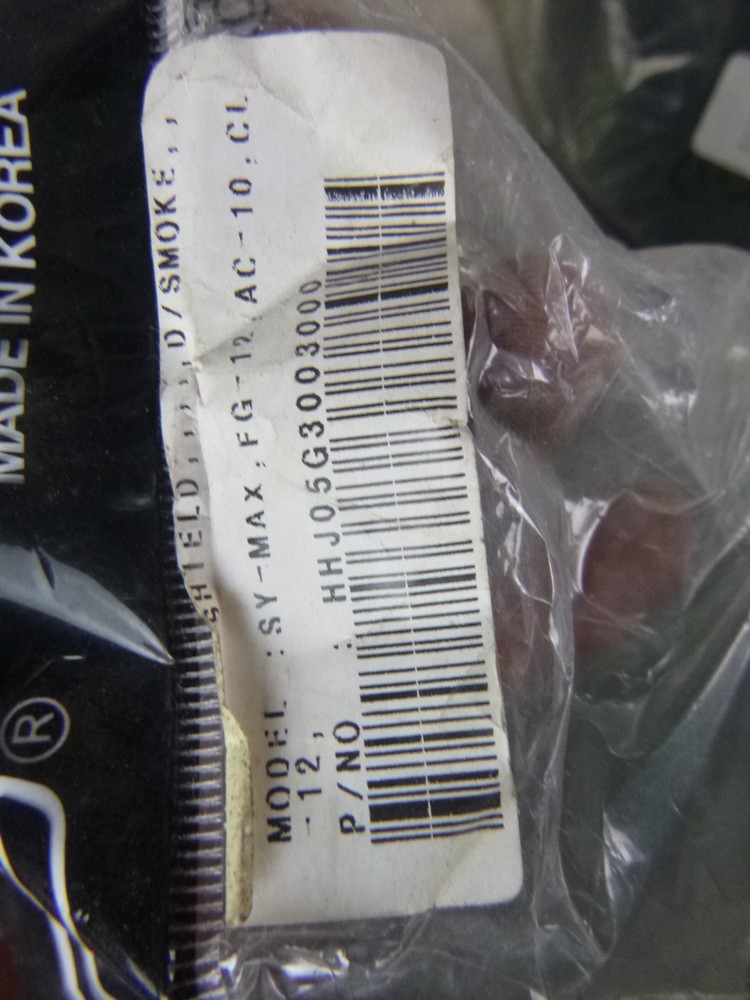 MADE IN KOREA
®
SHIELD,,,,,D/SMOKE,,
MODEL :SY-MAX,FG-12,AC-10,CL
-12,
P/NO : HHJ05G3003000